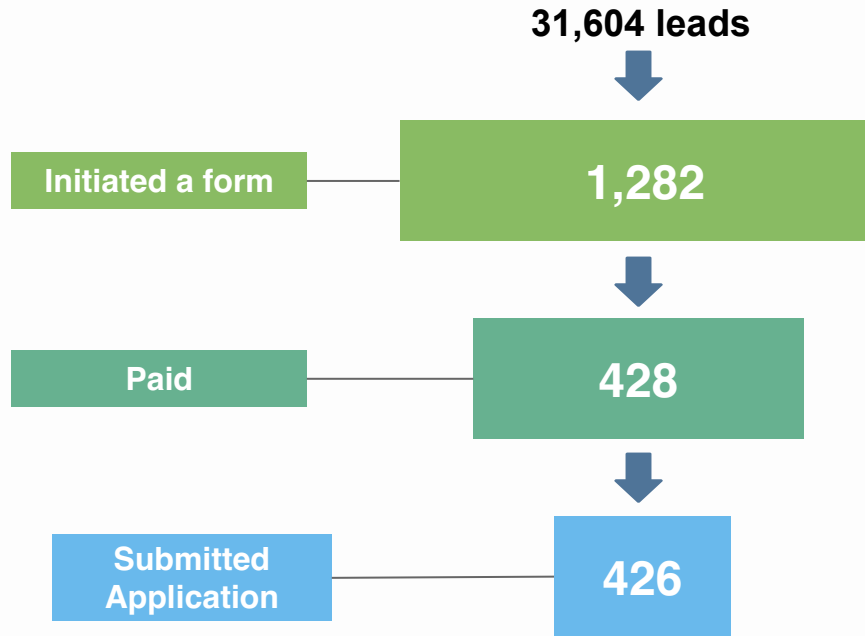 31,604 leads
Initiated a form
1,282
Paid
428
Submitted
Application
426